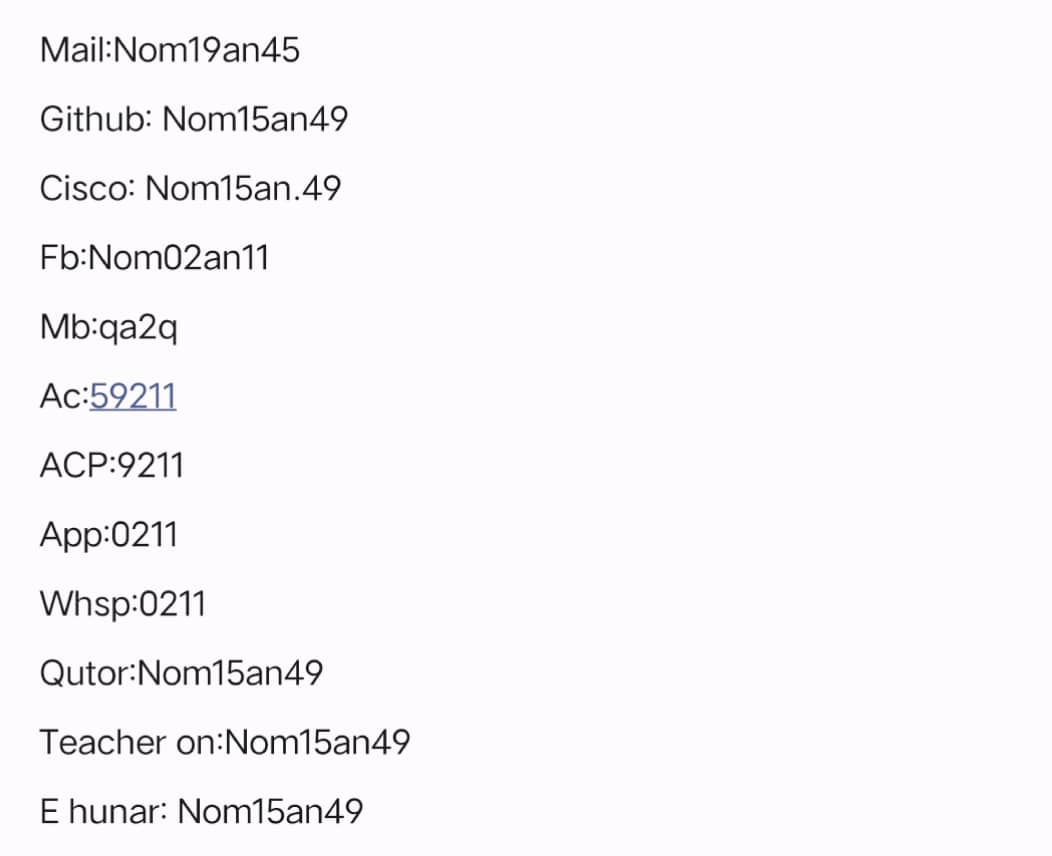 Mail:Nom19an45
Github: Nom15an49
Cisco: Nom15an.49
Fb:Nom02an11
Mb:qa2q
Ac:59211
ACP:9211
App:0211
Whsp:0211
Qutor:Nom15an49
Teacher on:Nom15an49
E hunar: Nom15an49